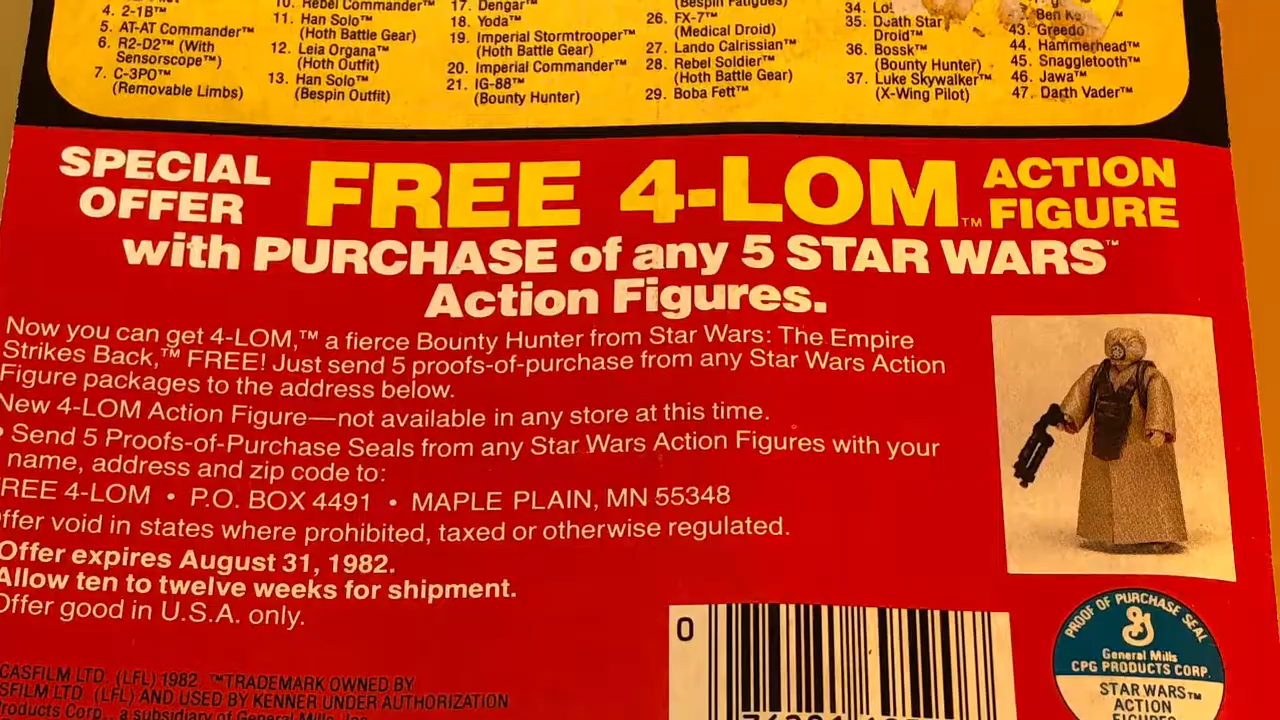 4. 2-1B™
5. AT-AT Commander™
6. R2-D2™ (With
Sensorscope™)
7. C-3PO™
(Removable Limbs)
10. Rebel Commander™
11. Han Solo™
(Hoth Battle Gear)
12. Leia Organa™
(Hoth Outfit)
13. Han Solo™
(Bespin Outfit)
17. Dengar™
18. Yoda™
19. Imperial Stormtrooper™
(Hoth Battle Gear)
20. Imperial Commander™
21. IG-88™
(Bounty Hunter)
(Bespin Fatigues)
26. FX-7™
(Medical Droid)
27. Lando Calrissian™
28. Rebel Soldier™
(Hoth Battle Gear)
29. Boba Fett™
34.
35. Death Star
Droid™
36. Bossk™
(Bounty Hunter)
37. Luke Skywalker™
(X-Wing Pilot)
Ben
43. Greedo
44. Hammerhead™
45. Snaggletooth™
46. Jawa™
47. Darth Vader™
SPECIAL
OFFER
FREE 4-LOM™
ACTION
FIGURE
with PURCHASE of any 5 STAR WARS™
Action Figures.
Now you can get 4-LOM,™ a fierce Bounty Hunter from Star Wars: The Empire
Strikes Back,™ FREE! Just send 5 proofs-of-purchase from any Star Wars Action
Figure packages to the address below.
New 4-LOM Action Figure—not available in any store at this time.
• Send 5 Proofs-of-Purchase Seals from any Star Wars Action Figures with your
name, address and zip code to:
FREE 4-LOM • P.O. BOX 4491 • MAPLE PLAIN, MN 55348
Offer void in states where prohibited, taxed or otherwise regulated.
Offer expires August 31, 1982.
Allow ten to twelve weeks for shipment.
Offer good in U.S.A. only.
CASFILM LTD. (LFL) 1982. ™TRADEMARK OWNED BY
SFILM LTD. (LFL) AND USED BY KENNER UNDER AUTHORIZATION
Products Corp., a subsidiary of General Mills, Inc.
0
PROOF OF PURCHASE SEAL
General Mills
CPG PRODUCTS CORP.
STAR WARS™
ACTION